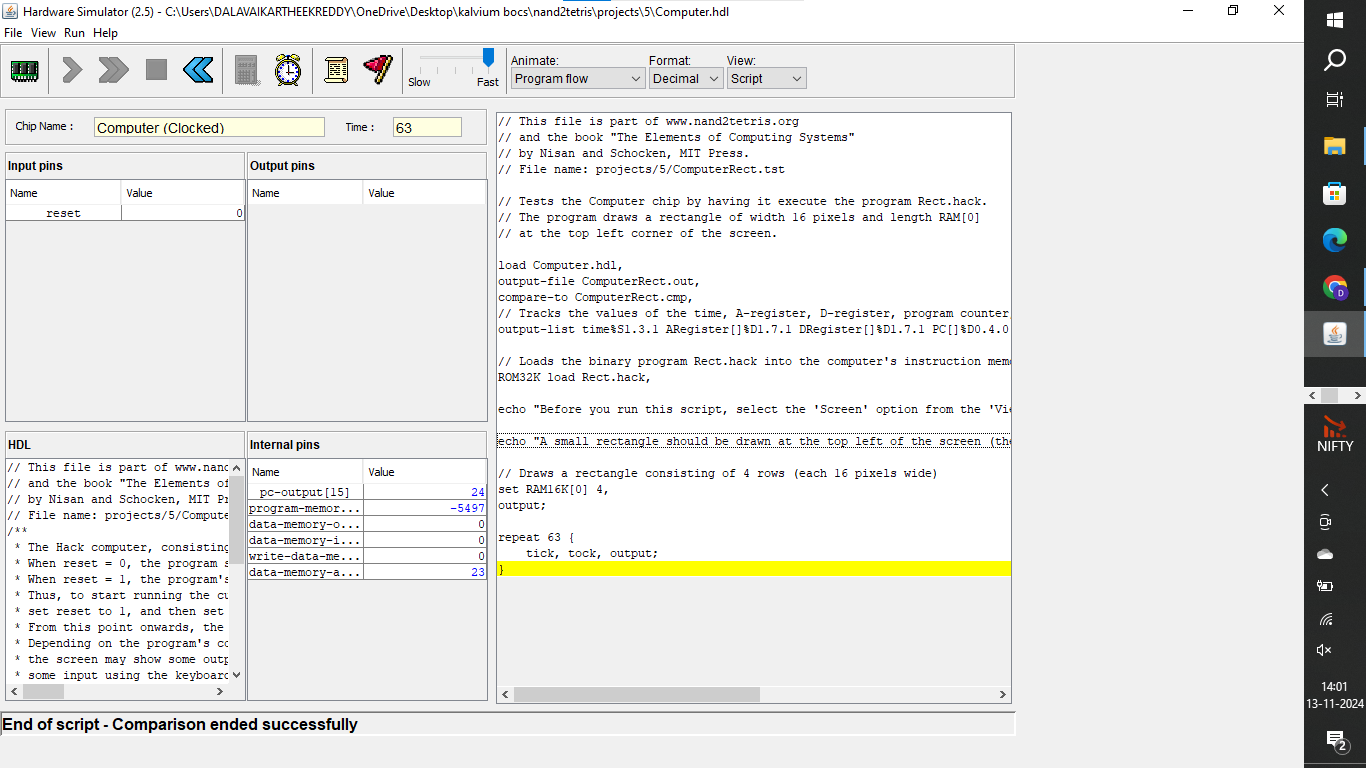 Hardware Simulator (2.5) - C:\Users\DALAVAIKARTHEEKREDDY\OneDrive\Desktop\kalvium bocs\nand2tetris\projects\5\Computer.hdl
File View Run Help
Slow Fast
Animate: Format: View:
Program flow Decimal Script
Chip Name : Computer (Clocked) Time : 63
Input pins
Name Value
reset 0
Output pins
Name Value
HDL
// This file is part of www.nand
// and the book "The Elements of
// by Nisan and Schocken, MIT Pr
// File name: projects/5/Compute
/**
* The Hack computer, consisting
* When reset = 0, the program s
* When reset = 1, the program's
* Thus, to start running the cu
* set reset to 1, and then set
* From this point onwards, the
* Depending on the program's co
* the screen may show some outp
* some input using the keyboard
Internal pins
Name Value
pc-output[15] 24
program-memor... -5497
data-memory-o... 0
data-memory-i... 0
write-data-me... 0
data-memory-a... 23
// This file is part of www.nand2tetris.org
// and the book "The Elements of Computing Systems"
// by Nisan and Schocken, MIT Press.
// File name: projects/5/ComputerRect.tst
// Tests the Computer chip by having it execute the program Rect.hack.
// The program draws a rectangle of width 16 pixels and length RAM[0]
// at the top left corner of the screen.
load Computer.hdl,
output-file ComputerRect.out,
compare-to ComputerRect.cmp,
// Tracks the values of the time, A-register, D-register, program counter,
output-list time%S1.3.1 ARegister[]%D1.7.1 DRegister[]%D1.7.1 PC[]%D0.4.0
// Loads the binary program Rect.hack into the computer's instruction memo
ROM32K load Rect.hack,
echo "Before you run this script, select the 'Screen' option from the 'Vie
echo "A small rectangle should be drawn at the top left of the screen (the
// Draws a rectangle consisting of 4 rows (each 16 pixels wide)
set RAM16K[0] 4,
output;
repeat 63 {
tick, tock, output;
}
End of script - Comparison ended successfully
D
NIFTY
14:01
13-11-2024
2